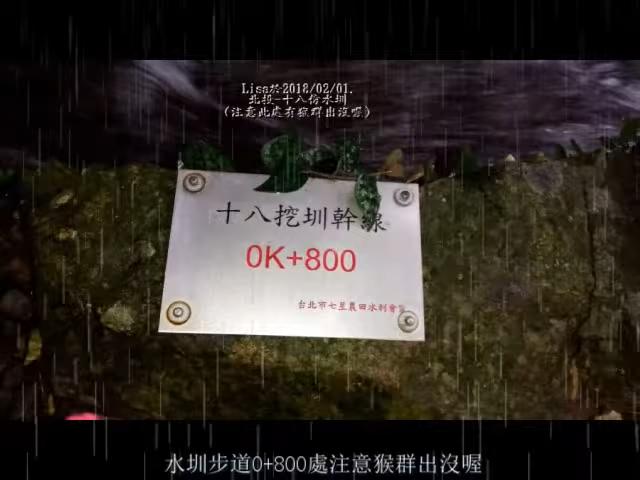 Lisa於2018/02/01.
北投-十八份水圳
(注意此處有猴群出沒喔)
十八挖圳幹線
0K+800
台北市七星農田水利會
水圳步道0+800處注意猴群出沒喔